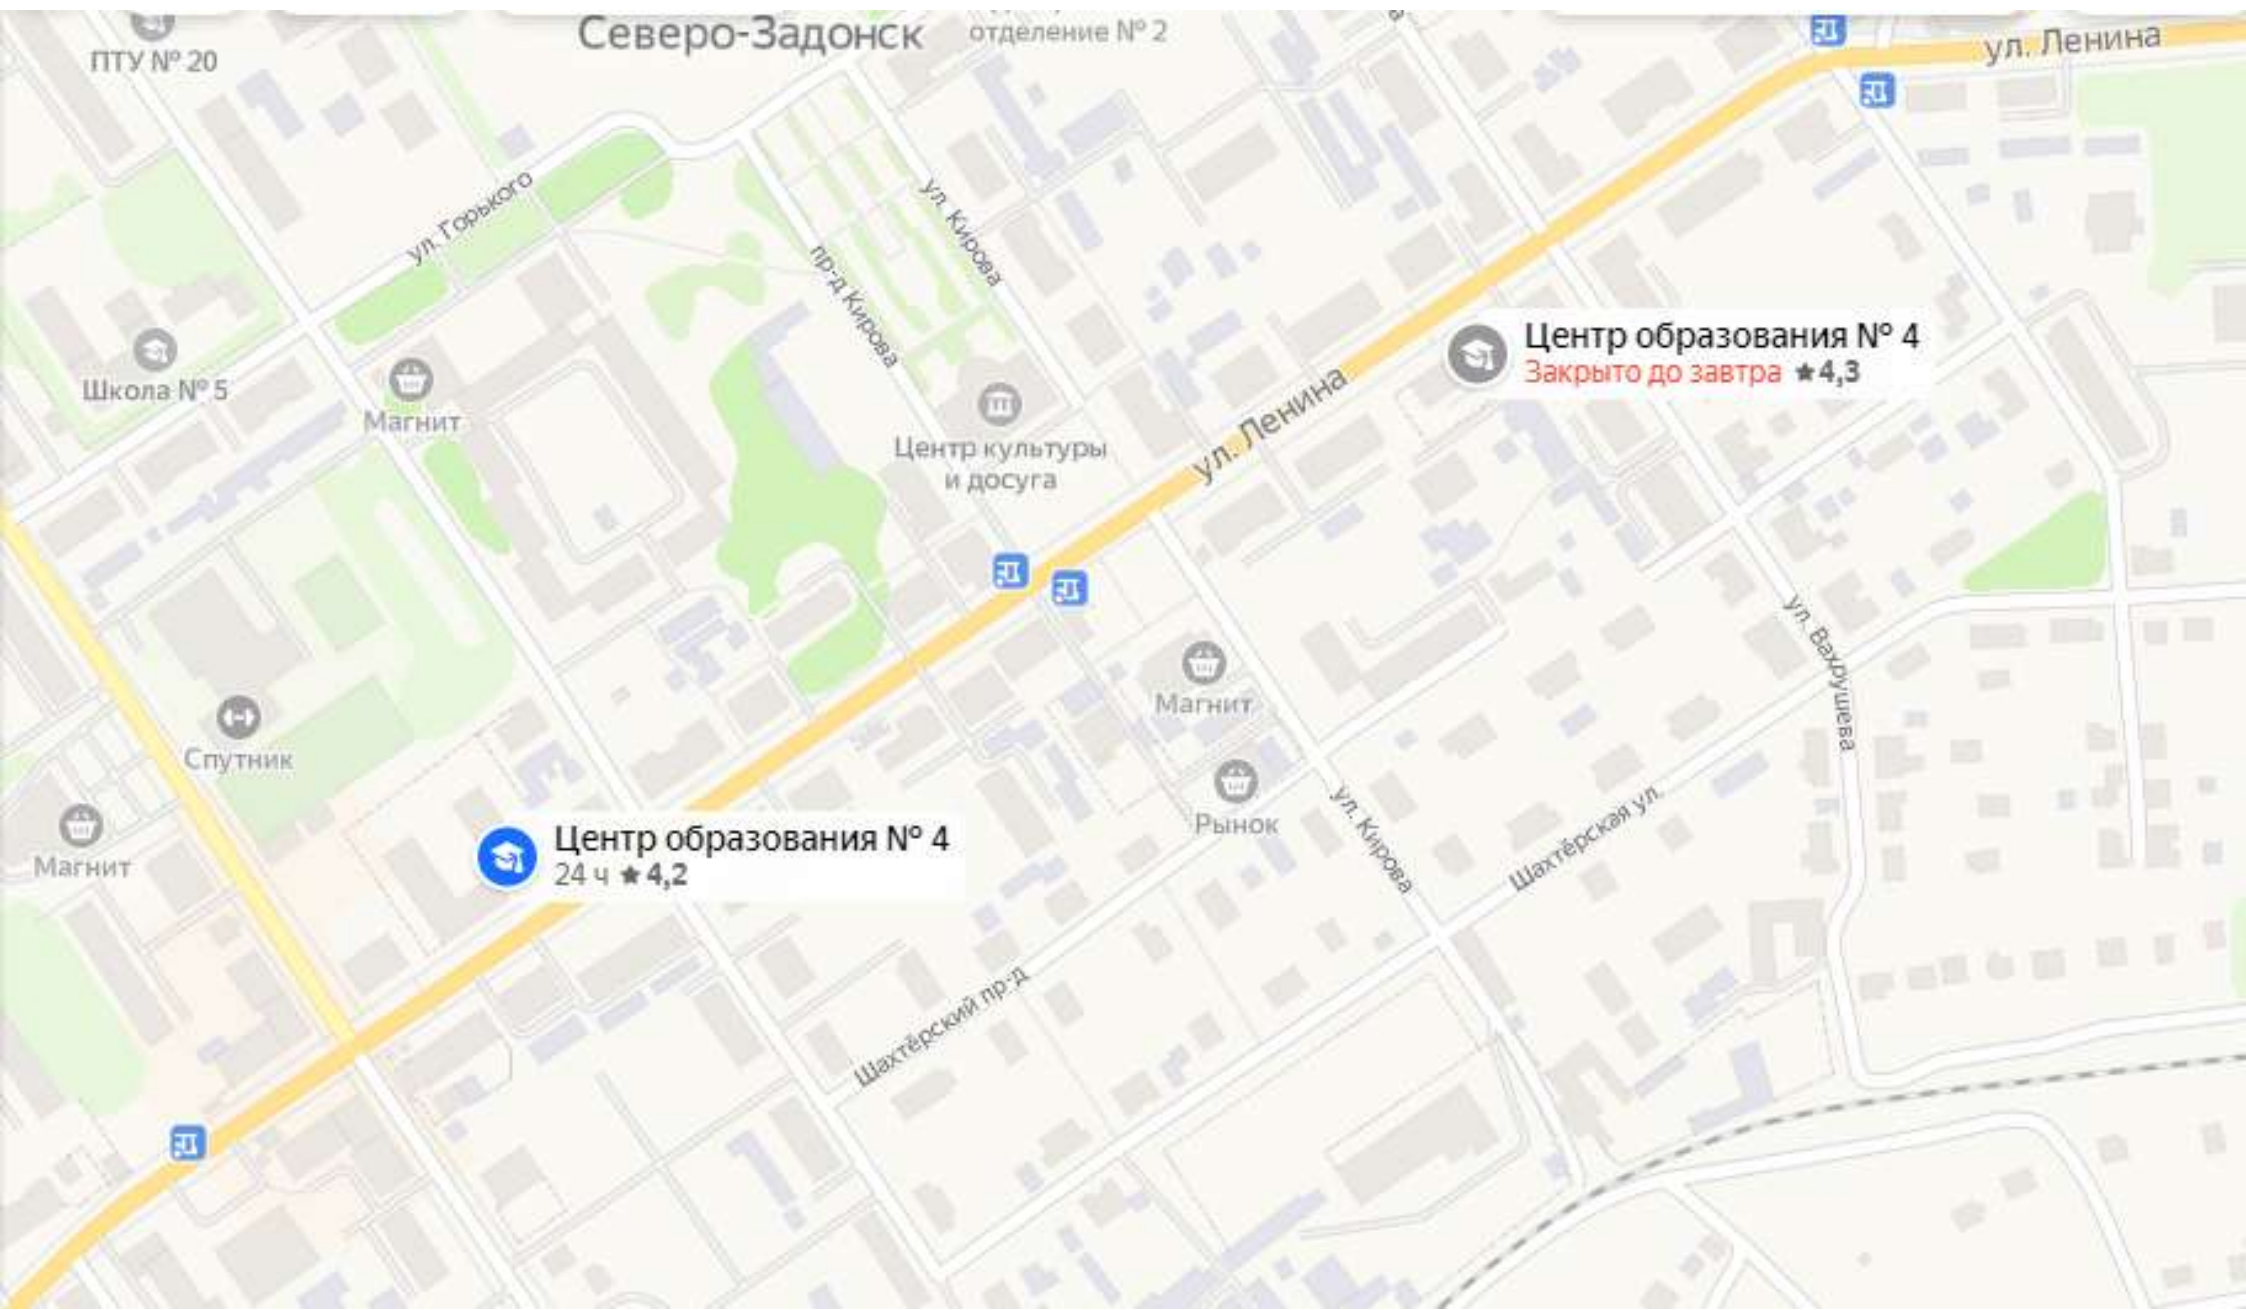 Северо-Задонск
отделение № 2
ПТУ № 20
ул. Ленина
ул. Горького
ул. Кирова
пр-д Кирова
Центр образования № 4
Закрыто до завтра ★4,3
Школа № 5
Магнит
ул. Ленина
Центр культуры
и досуга
ул. Вахрушева
Магнит
Спутник
Рынок
ул. Кирова
Шахтёрская ул.
Центр образования № 4
24 ч ★4,2
Магнит
Шахтёрский пр-д